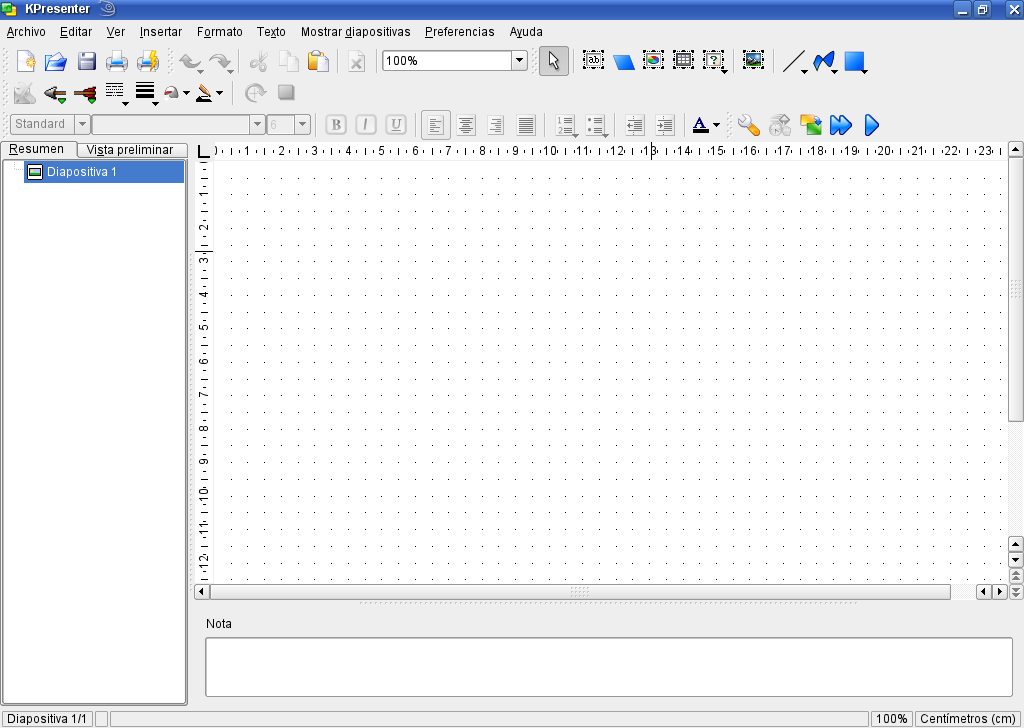 KPresenter
Archivo Editar Ver Insertar Formato Texto Mostrar diapositivas Preferencias Ayuda
100%
Standard 6 B I U A
Resumen Vista preliminar
1 2 3 4 5 6 7 8 9 10 11 12 13 14 15 16 17 18 19 20 21 22 23
Diapositiva 1
1
2
3
4
5
6
7
8
9
10
11
12
Nota
Diapositiva 1/1 100% Centímetros (cm)